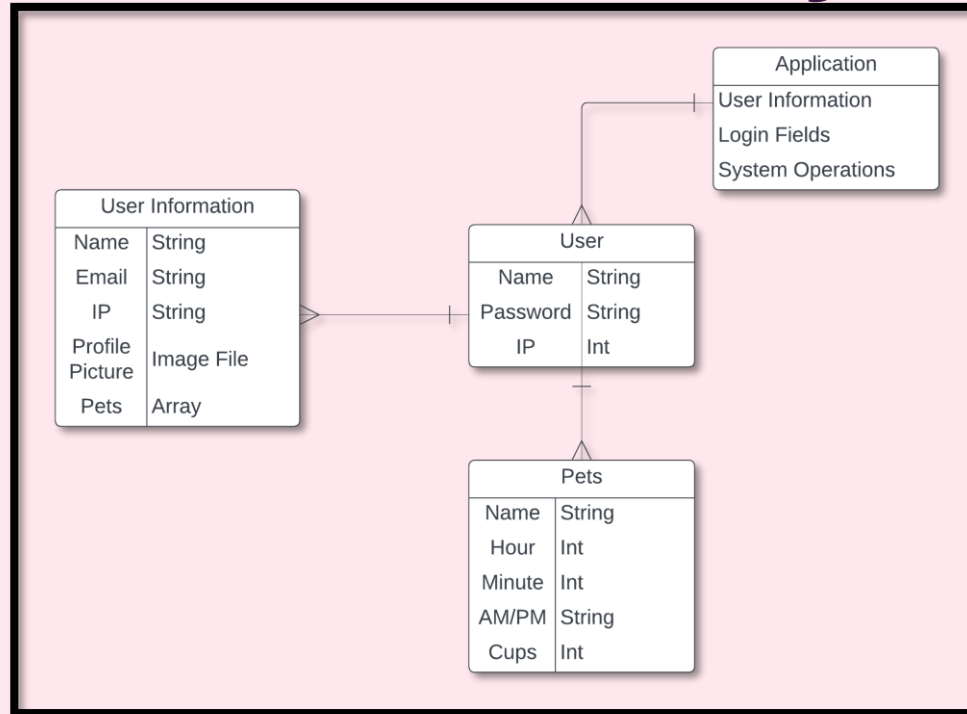 Application
User Information
Login Fields
System Operations
User Information
Name String
Email String
IP String
Profile
Picture Image File
Pets Array
User
Name String
Password String
IP Int
Pets
Name String
Hour Int
Minute Int
AM/PM String
Cups Int